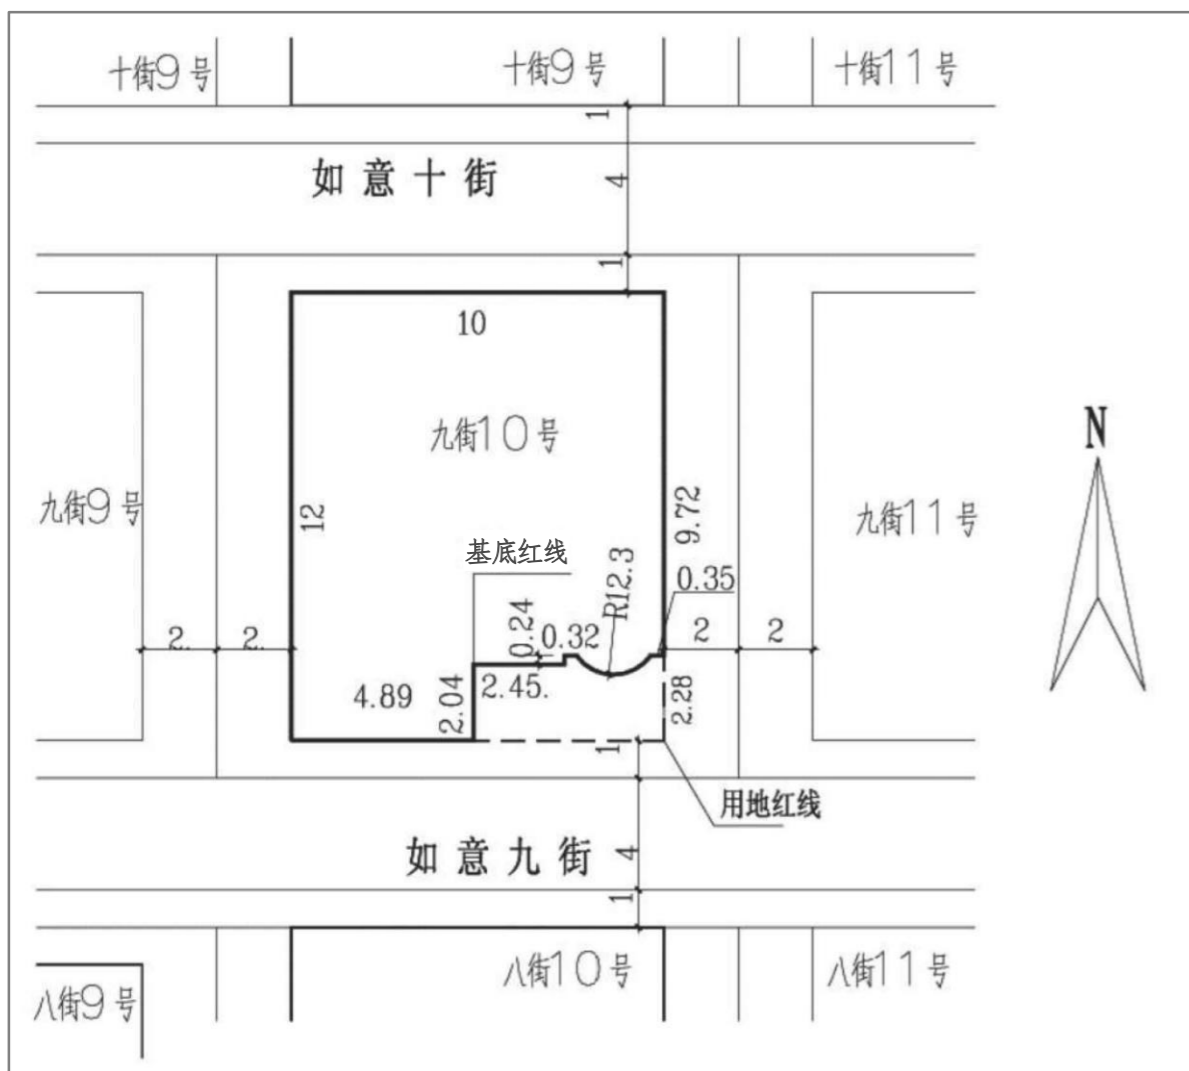 十街9号
十街9号
十街11号
1
如意十街
4
1
10
九街10号
N
九街9号
12
9.72
九街11号
基底红线
R12.3
0.35
0.24
0.32
2.
2.
2
2
4.89
2.04
2.45.
2.28
1
用地红线
如意九街
4
1
八街10号
八街11号
八街9号